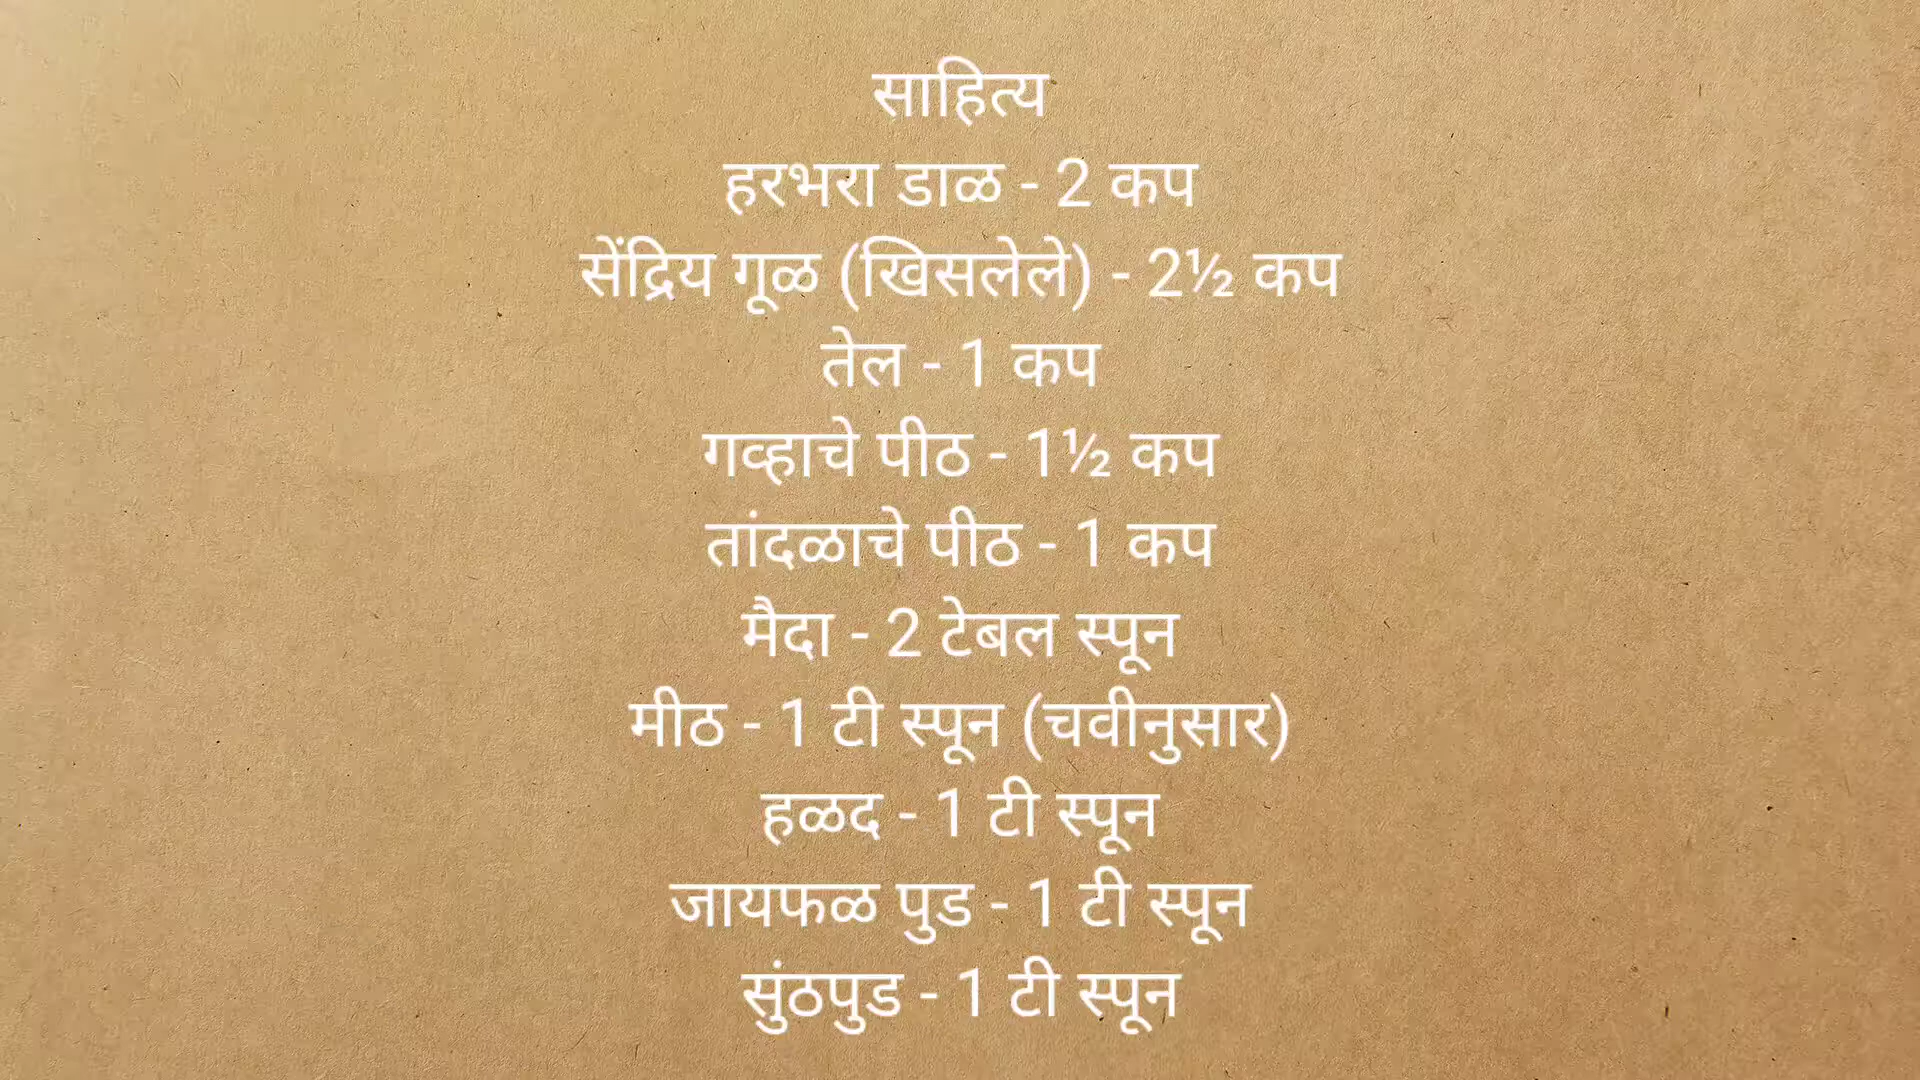 साहित्य
हरभरा डाळ - 2 कप
सेंद्रिय गूळ (खिसलेले) - 2½ कप
तेल - 1 कप
गव्हाचे पीठ - 1½ कप
तांदळाचे पीठ - 1 कप
मैदा - 2 टेबल स्पून
मीठ - 1 टी स्पून (चवीनुसार)
हळद - 1 टी स्पून
जायफळ पुड - 1 टी स्पून
सुंठपुड - 1 टी स्पून